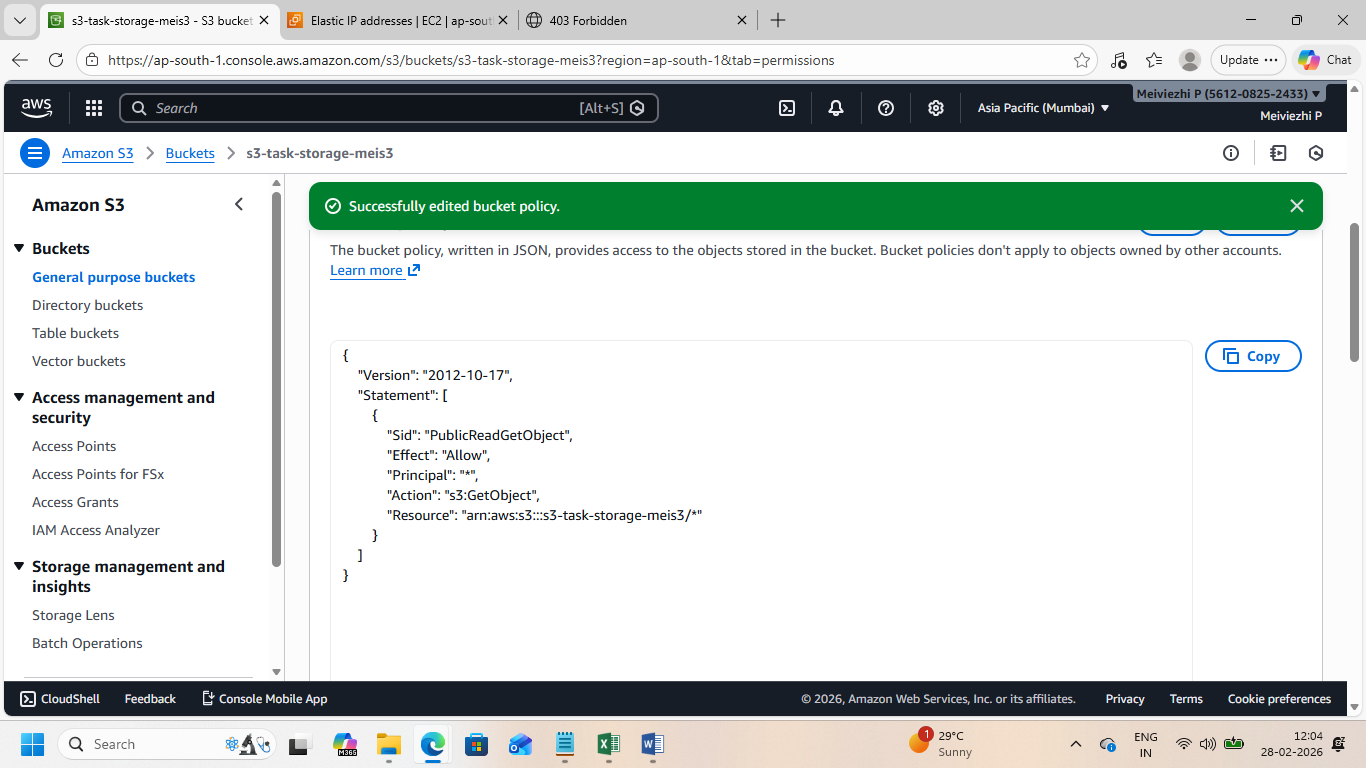 s3-task-storage-meis3 - S3 bucket
Elastic IP addresses | EC2 | ap-sout
403 Forbidden
https://ap-south-1.console.aws.amazon.com/s3/buckets/s3-task-storage-meis3?region=ap-south-1&tab=permissions
Update
Chat
aws
Search
[Alt+S]
Asia Pacific (Mumbai)
Meiviezhi P (5612-0825-2433)
Meiviezhi P
Amazon S3
Buckets
s3-task-storage-meis3
Amazon S3
Buckets
General purpose buckets
Directory buckets
Table buckets
Vector buckets
Access management and
security
Access Points
Access Points for FSx
Access Grants
IAM Access Analyzer
Storage management and
insights
Storage Lens
Batch Operations
Successfully edited bucket policy.
The bucket policy, written in JSON, provides access to the objects stored in the bucket. Bucket policies don't apply to objects owned by other accounts.
Learn more
{
"Version": "2012-10-17",
"Statement": [
{
"Sid": "PublicReadGetObject",
"Effect": "Allow",
"Principal": "*",
"Action": "s3:GetObject",
"Resource": "arn:aws:s3:::s3-task-storage-meis3/*"
}
]
}
Copy
CloudShell
Feedback
Console Mobile App
© 2026, Amazon Web Services, Inc. or its affiliates.
Privacy
Terms
Cookie preferences
Search
M365
1
29°C
Sunny
ENG
IN
12:04
28-02-2026